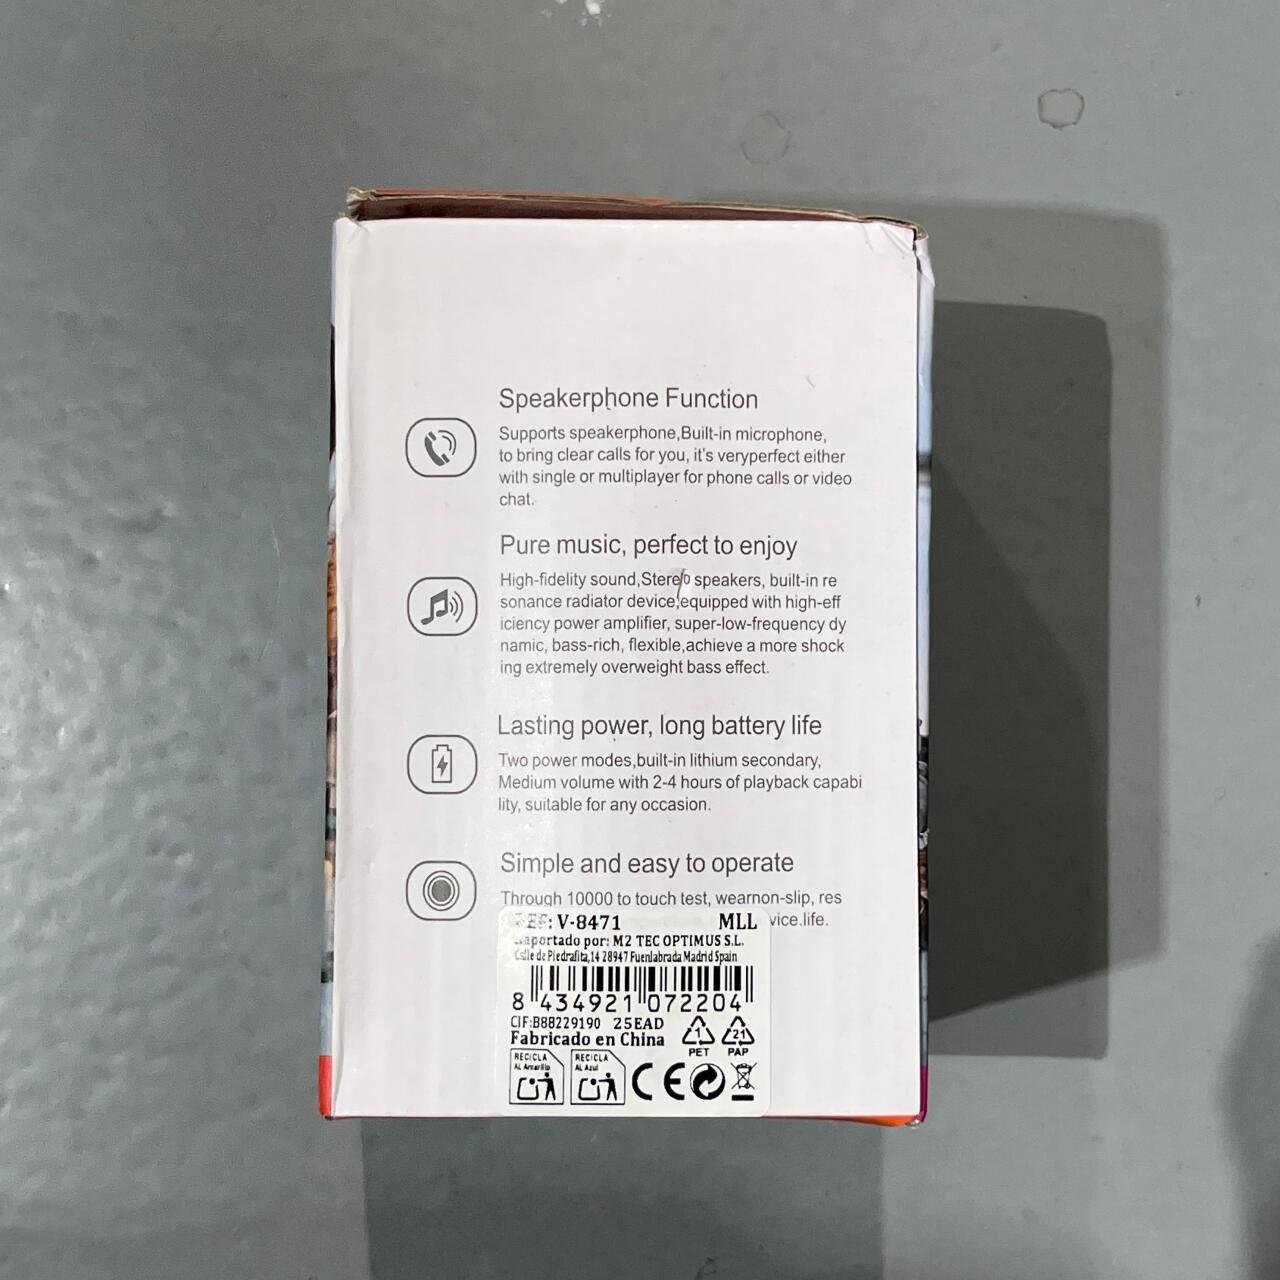 Speakerphone Function
Supports speakerphone,Built-in microphone,
to bring clear calls for you, it's veryperfect either
with single or multiplayer for phone calls or video
chat.
Pure music, perfect to enjoy
High-fidelity sound,Stereo speakers, built-in re
sonance radiator device,equipped with high-eff
iciency power amplifier, super-low-frequency dy
namic, bass-rich, flexible,achieve a more shock
ing extremely overweight bass effect.
Lasting power, long battery life
Two power modes,built-in lithium secondary,
Medium volume with 2-4 hours of playback capabi
lity, suitable for any occasion.
Simple and easy to operate
Through 10000 to touch test, wearnon-slip, res
vice.life.
REF: V-8471 MLL
Importado por: M2 TEC OPTIMUS S.L.
Calle de Piedrafita,14 28947 Fuenlabrada Madrid Spain
8 434921 072204
CIF:B88229190 25EAD
Fabricado en China
1 PET
21 PAP
RECICLA AL Amarillo
RECICLA AL Azul
CE